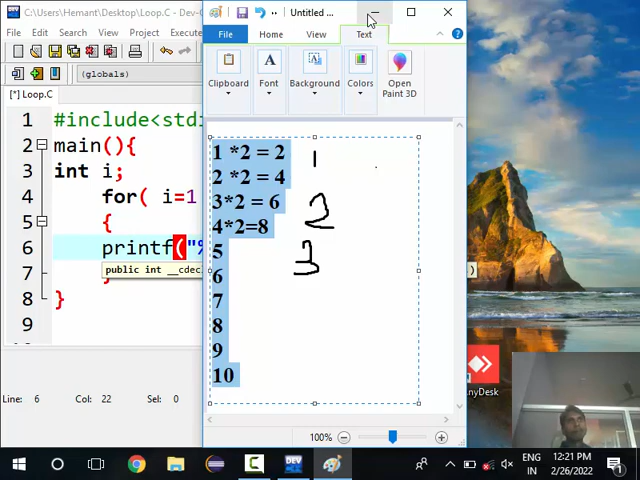 C:\Users\Hemant\Desktop\Loop.C - Dev-C
File Edit Search View Project
(globals)
[*] Loop.C
1 #include<std
2 main(){
3 int i;
4 for( i=1
5 {
6 printf("%
public int __cdec
7 }
8 }
9
Line: 6 Col: 22 Sel: 0
Untitled ...
File Home View Text
Clipboard Font Background Colors Open Paint 3D
1 *2 = 2
2 *2 = 4
3*2 = 6
4*2=8
5
6
7
8
9
10
1
2
3
100%
)
AnyDesk
DEV
ENG
IN
12:21 PM
2/26/2022
1